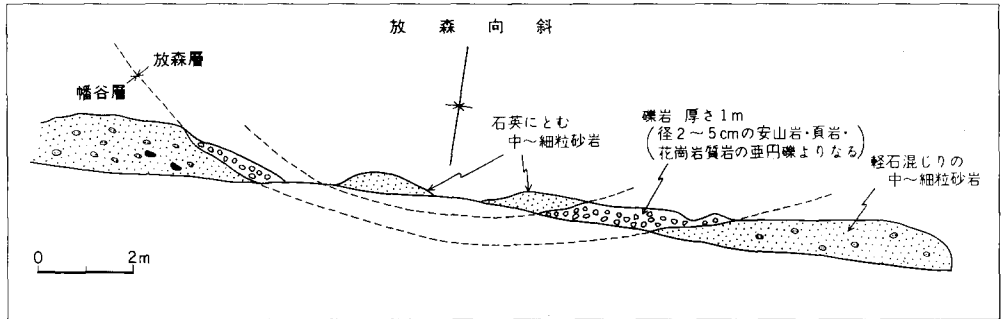 放森向斜
放森層
幡谷層
石英にとむ
中～細粒砂岩
礫岩 厚さ1m
(径2～5cmの安山岩・頁岩・
花崗岩質岩の亜円礫よりなる)
軽石混じりの
中～細粒砂岩
0 2m